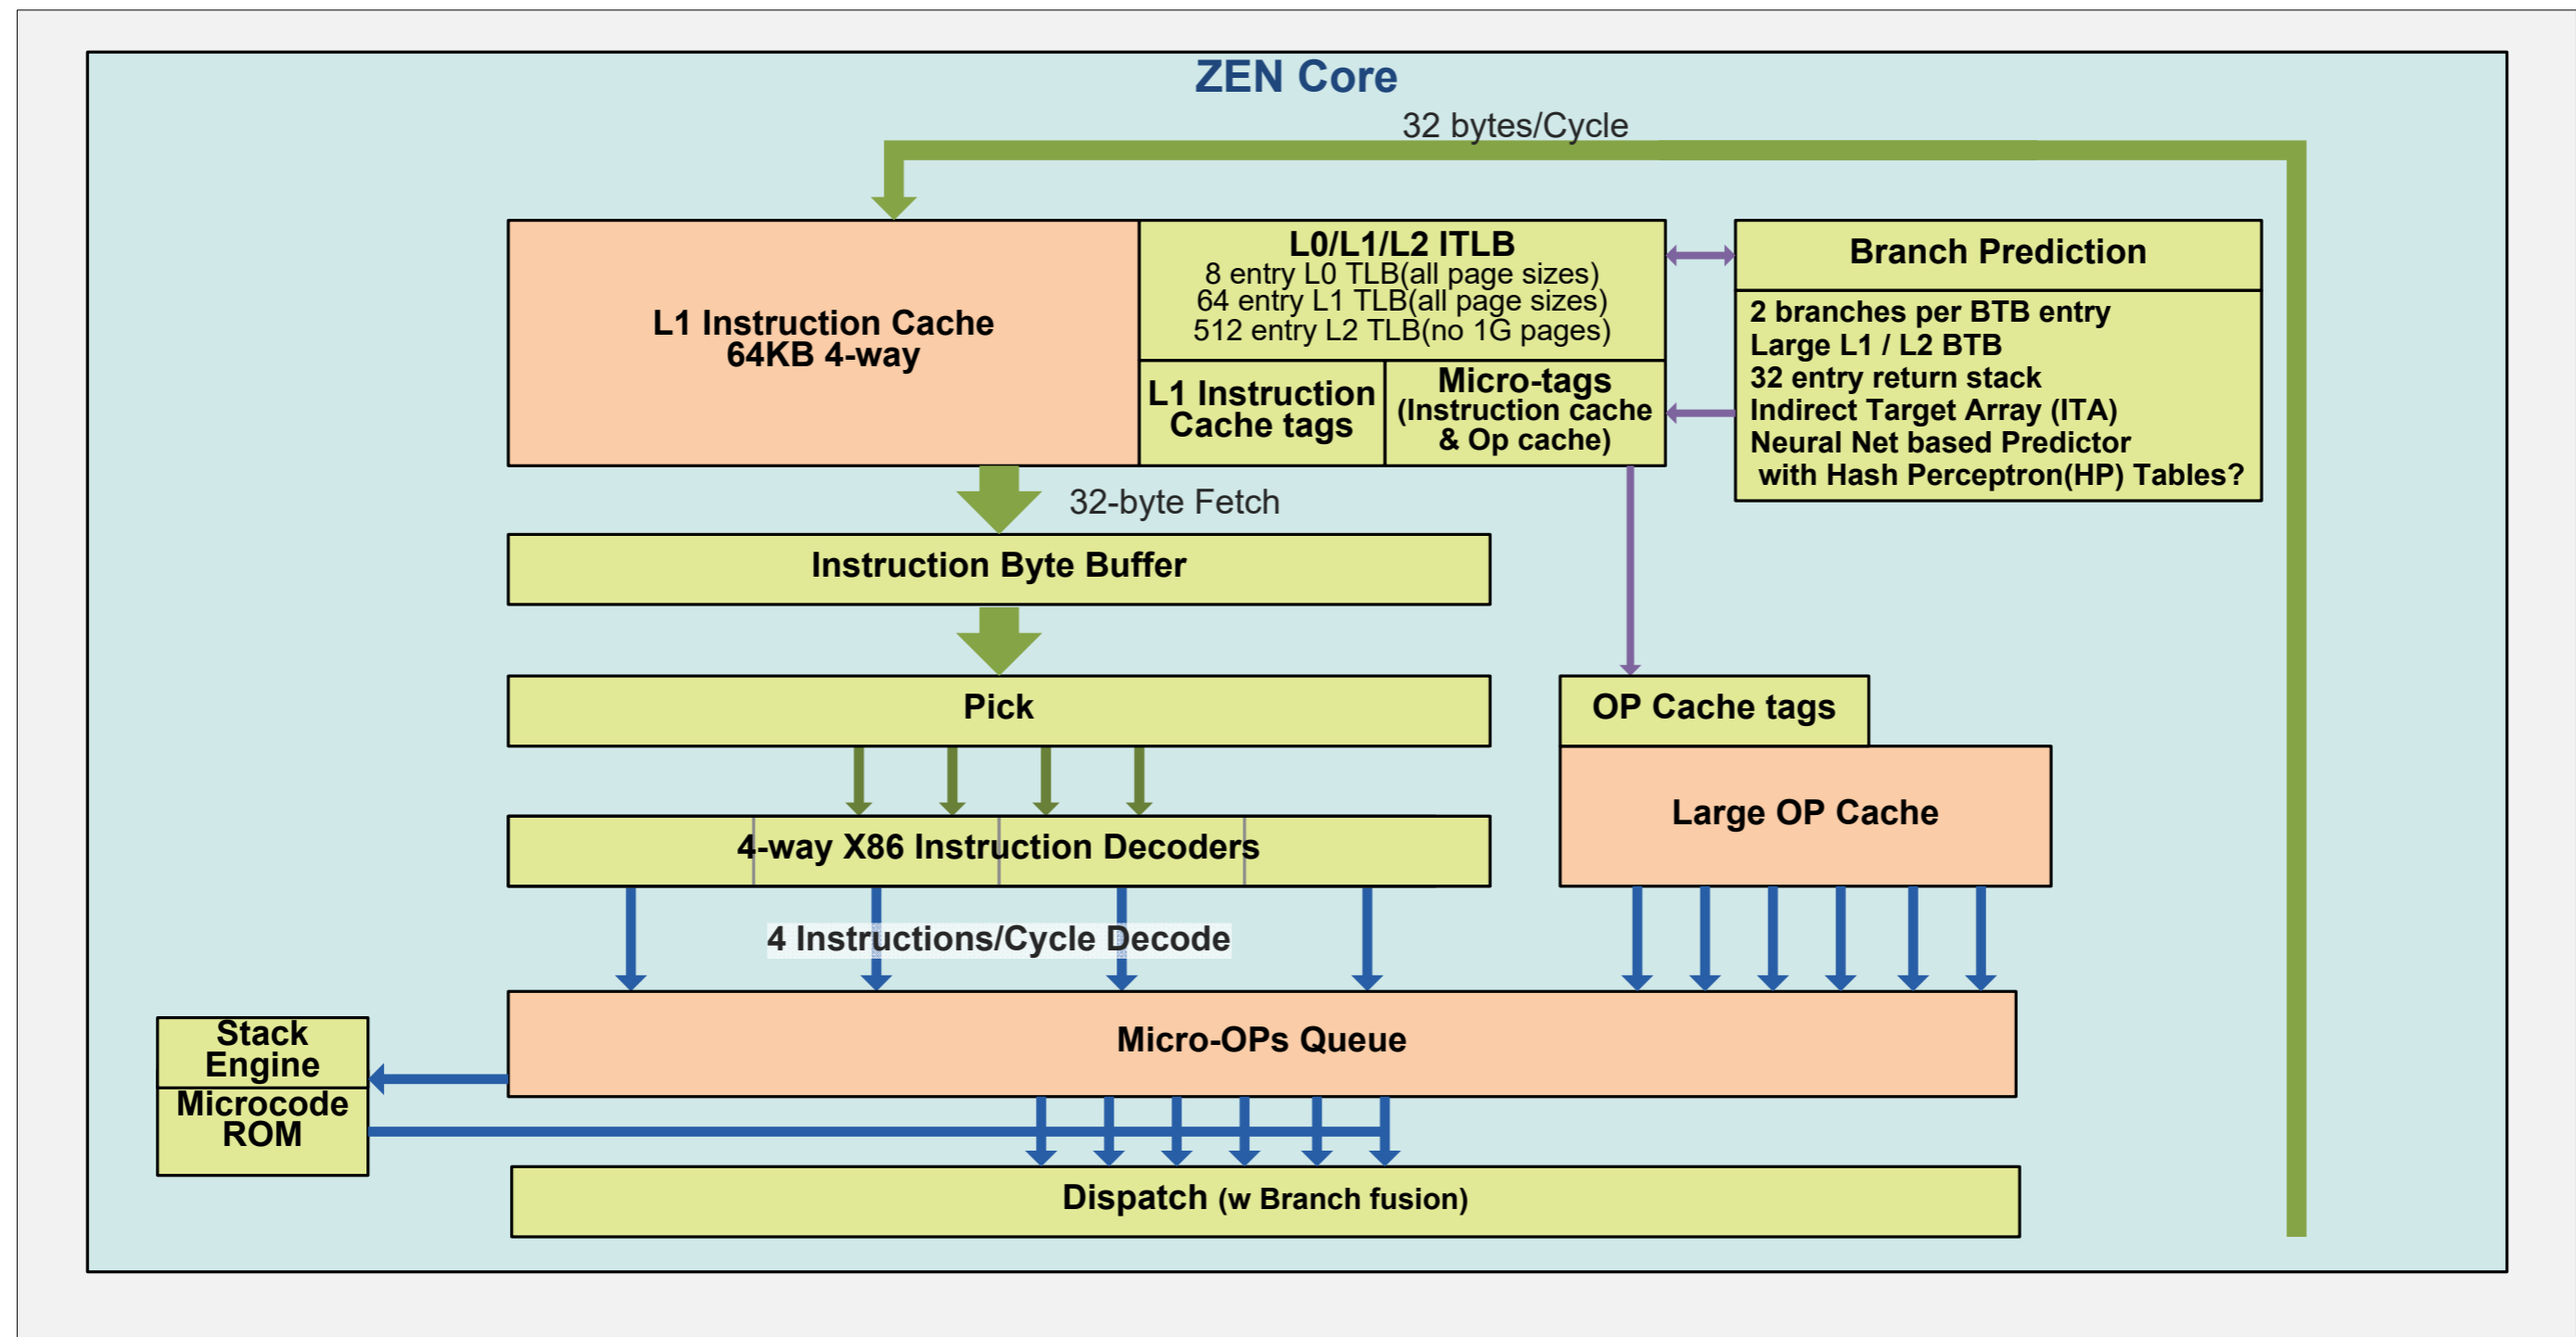 ZEN Core
32 bytes/Cycle
L1 Instruction Cache
64KB 4-way
L0/L1/L2 ITLB
8 entry L0 TLB(all page sizes)
64 entry L1 TLB(all page sizes)
512 entry L2 TLB(no 1G pages)
L1 Instruction
Cache tags
Micro-tags
(Instruction cache
& Op cache)
Branch Prediction
2 branches per BTB entry
Large L1 / L2 BTB
32 entry return stack
Indirect Target Array (ITA)
Neural Net based Predictor
with Hash Perceptron(HP) Tables?
32-byte Fetch
Instruction Byte Buffer
Pick
OP Cache tags
4-way X86 Instruction Decoders
Large OP Cache
4 Instructions/Cycle Decode
Micro-OPs Queue
Stack
Engine
Microcode
ROM
Dispatch (w Branch fusion)